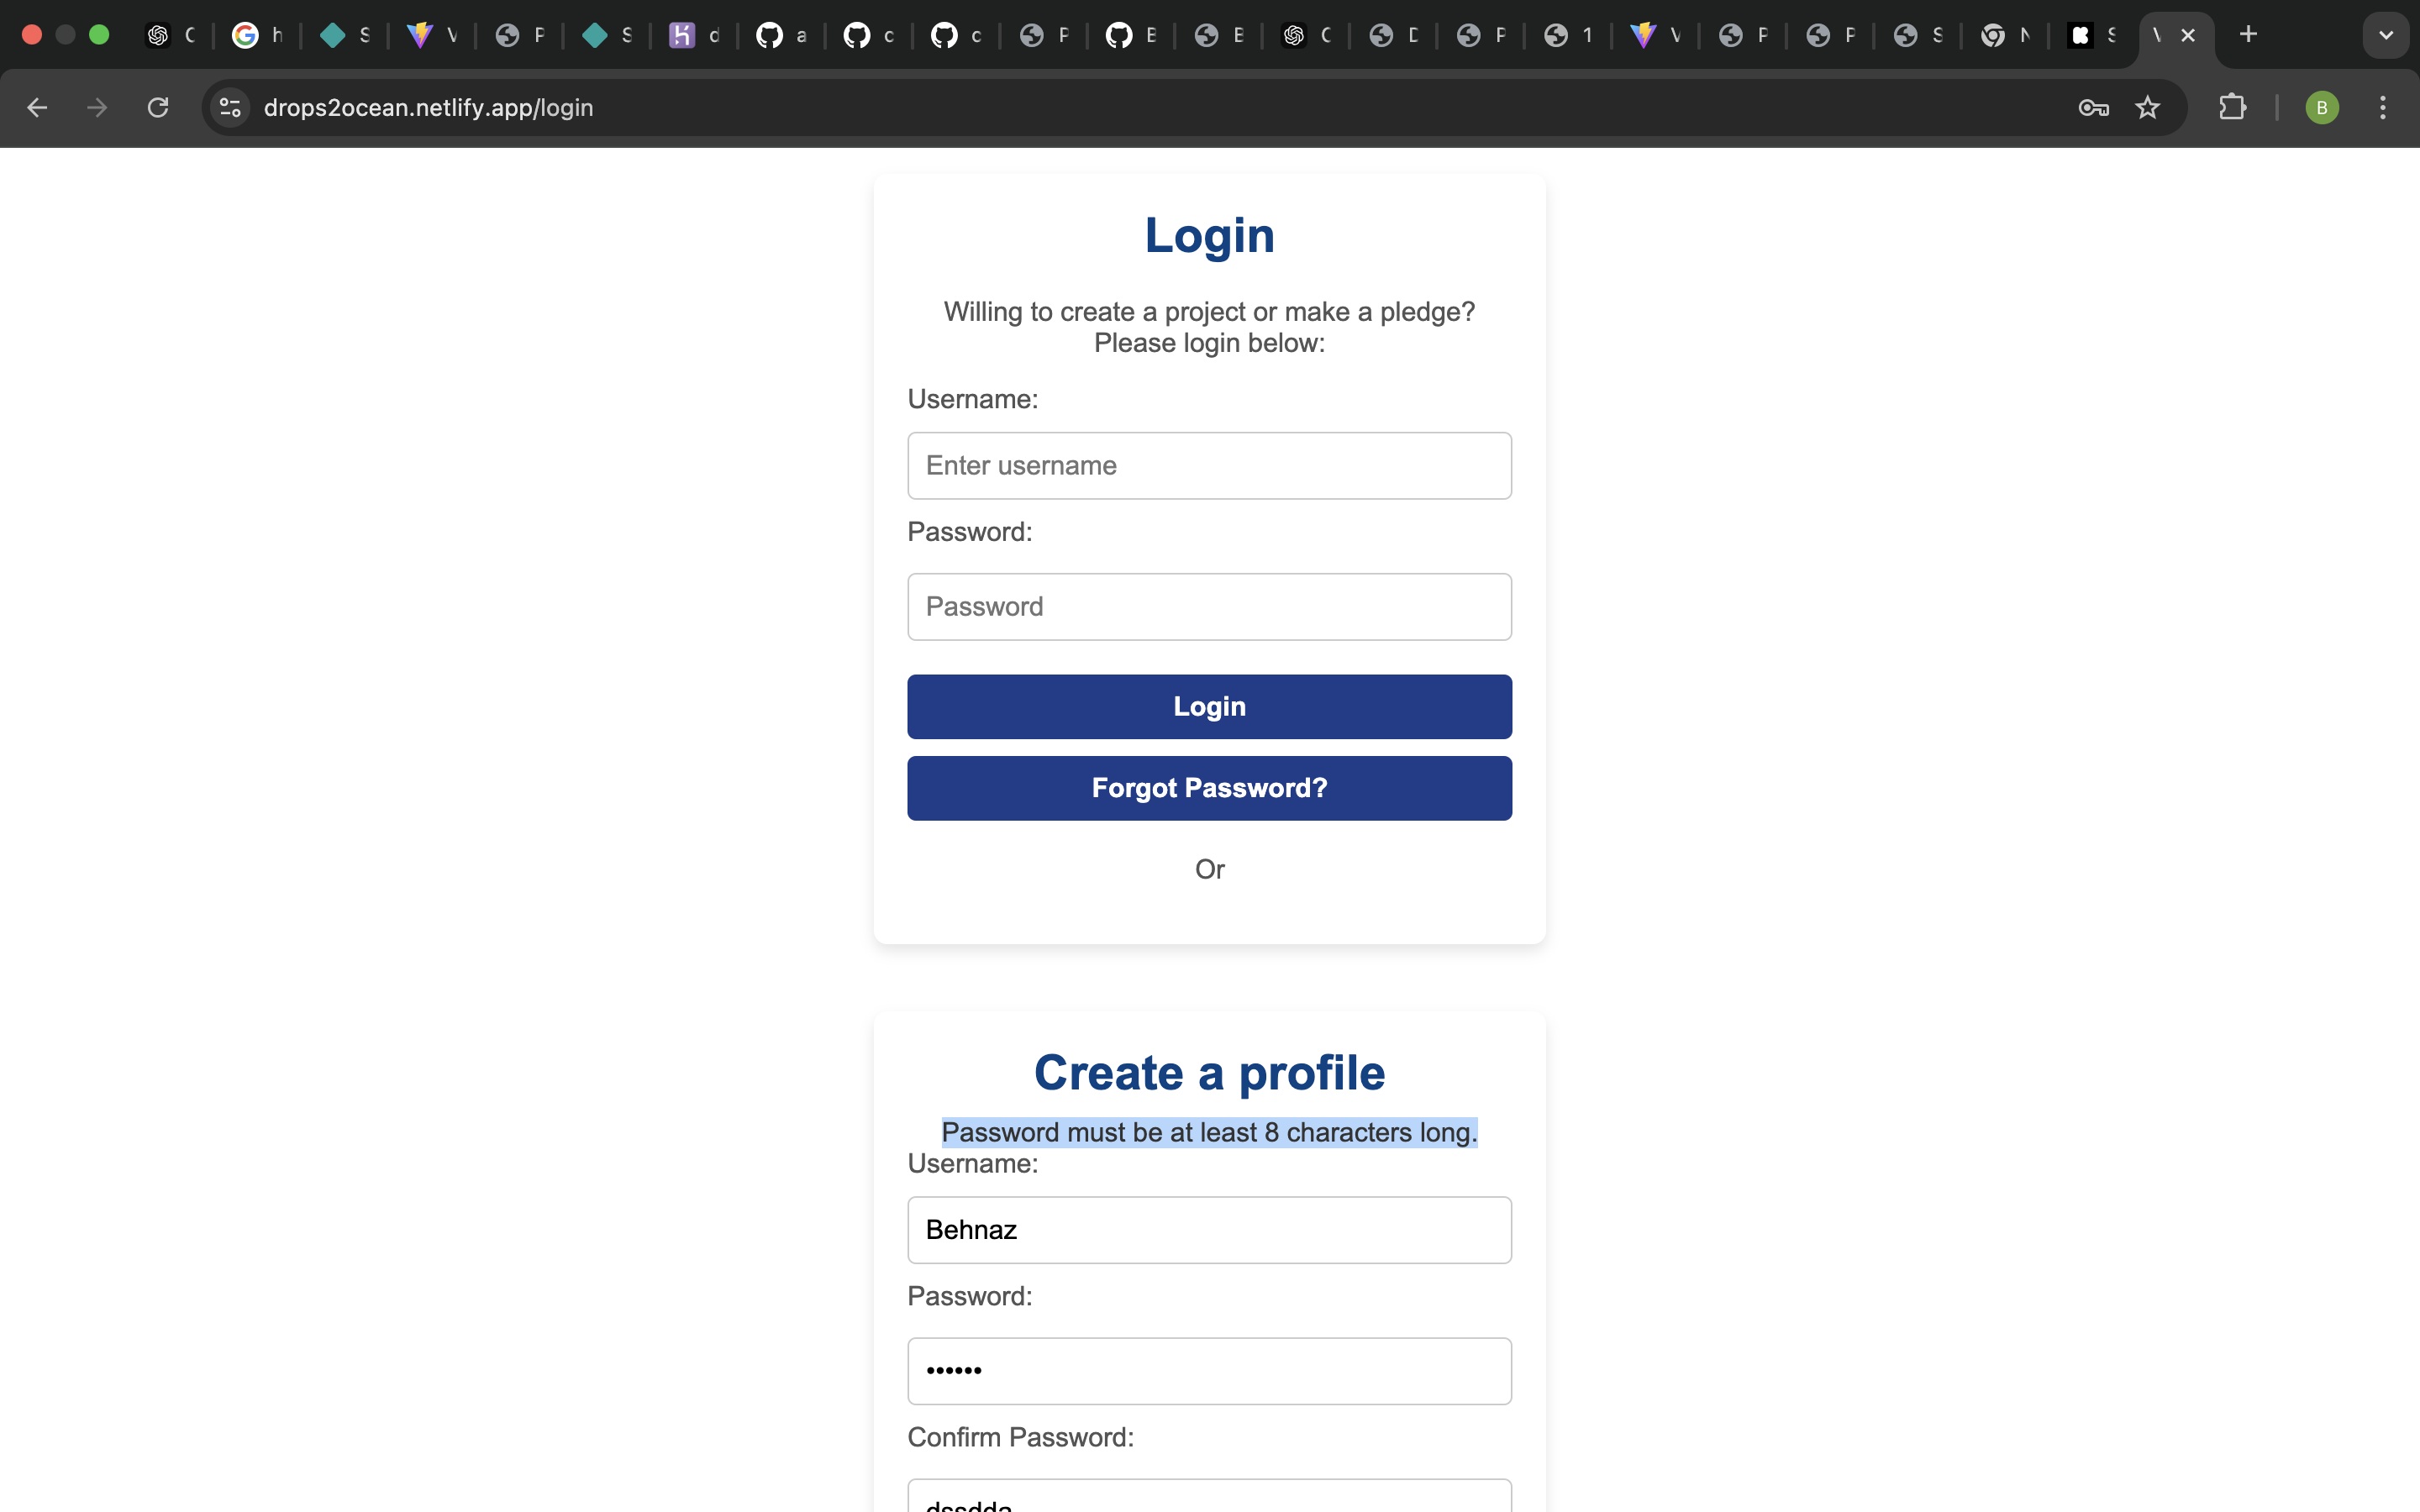 C
h
S
V
P
S
d
a
c
c
P
B
B
C
D
P
1
V
P
P
S
N
S
drops2ocean.netlify.app/login
B
Login
Willing to create a project or make a pledge?
Please login below:
Username:
Enter username
Password:
Password
Login
Forgot Password?
Or
Create a profile
Password must be at least 8 characters long.
Username:
Behnaz
Password:
••••••
Confirm Password:
dssdda